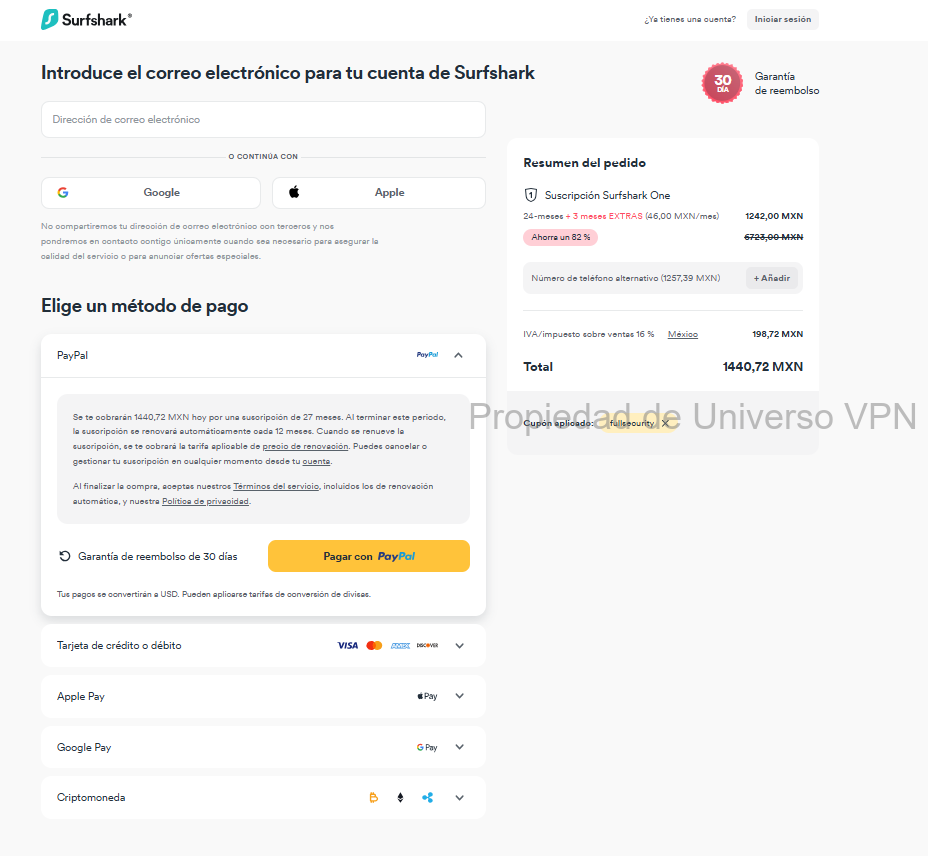 Surfshark®
¿Ya tienes una cuenta?
Iniciar sesión
Introduce el correo electrónico para tu cuenta de Surfshark
30
DÍA
Garantía
de reembolso
Dirección de correo electrónico
O CONTINÚA CON
Google
Apple
No compartiremos tu dirección de correo electrónico con terceros y nos
pondremos en contacto contigo únicamente cuando sea necesario para asegurar la
calidad del servicio o para anunciar ofertas especiales.
Resumen del pedido
1 Suscripción Surfshark One
24-meses + 3 meses EXTRAS (46,00 MXN/mes) 1242,00 MXN
Ahorra un 82 % 6723,00 MXN
Número de teléfono alternativo (1257,39 MXN) + Añadir
IVA/impuesto sobre ventas 16 % México 198,72 MXN
Total 1440,72 MXN
Cupón aplicado: fullsecurity X
Propiedad de Universo VPN
Elige un método de pago
PayPal PayPal
Se te cobrarán 1440,72 MXN hoy por una suscripción de 27 meses. Al terminar este periodo,
la suscripción se renovará automáticamente cada 12 meses. Cuando se renueve la
suscripción, se te cobrará la tarifa aplicable de precio de renovación. Puedes cancelar o
gestionar tu suscripción en cualquier momento desde tu cuenta.
Al finalizar la compra, aceptas nuestros Términos del servicio, incluidos los de renovación
automática, y nuestra Política de privacidad.
Garantía de reembolso de 30 días
Pagar con PayPal
Tus pagos se convertirán a USD. Pueden aplicarse tarifas de conversión de divisas.
Tarjeta de crédito o débito VISA AMEX DISCOVER
Apple Pay Pay
Google Pay G Pay
Criptomoneda